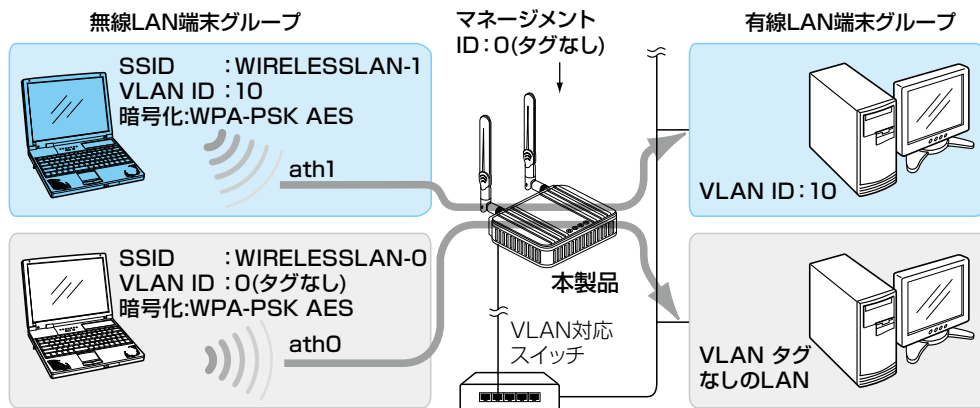 無線LAN端末グループ
マネージメント
ID：0(タグなし)
有線LAN端末グループ
SSID　：WIRELESSLAN-1
VLAN ID：10
暗号化:WPA-PSK AES
ath1
VLAN ID：10
SSID　：WIRELESSLAN-0
VLAN ID：0(タグなし)
暗号化:WPA-PSK AES
ath0
本製品
VLAN対応
スイッチ
VLAN タグ
なしのLAN